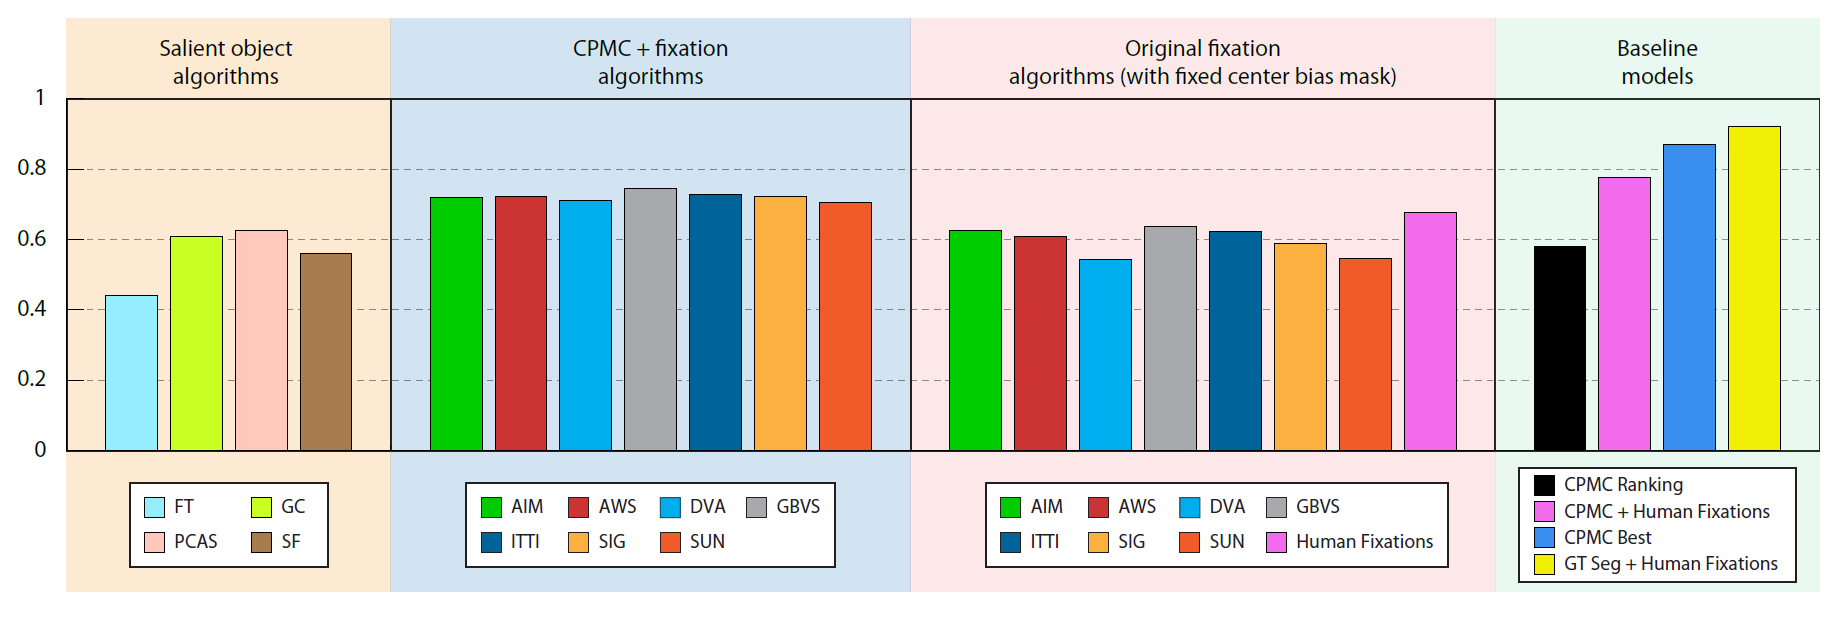 Salient object
algorithms
CPMC + fixation
algorithms
Original fixation
algorithms (with fixed center bias mask)
Baseline
models
1
0.8
0.6
0.4
0.2
0
FT GC
PCAS SF
AIM AWS DVA GBVS
ITTI SIG SUN
AIM AWS DVA GBVS
ITTI SIG SUN Human Fixations
CPMC Ranking
CPMC + Human Fixations
CPMC Best
GT Seg + Human Fixations